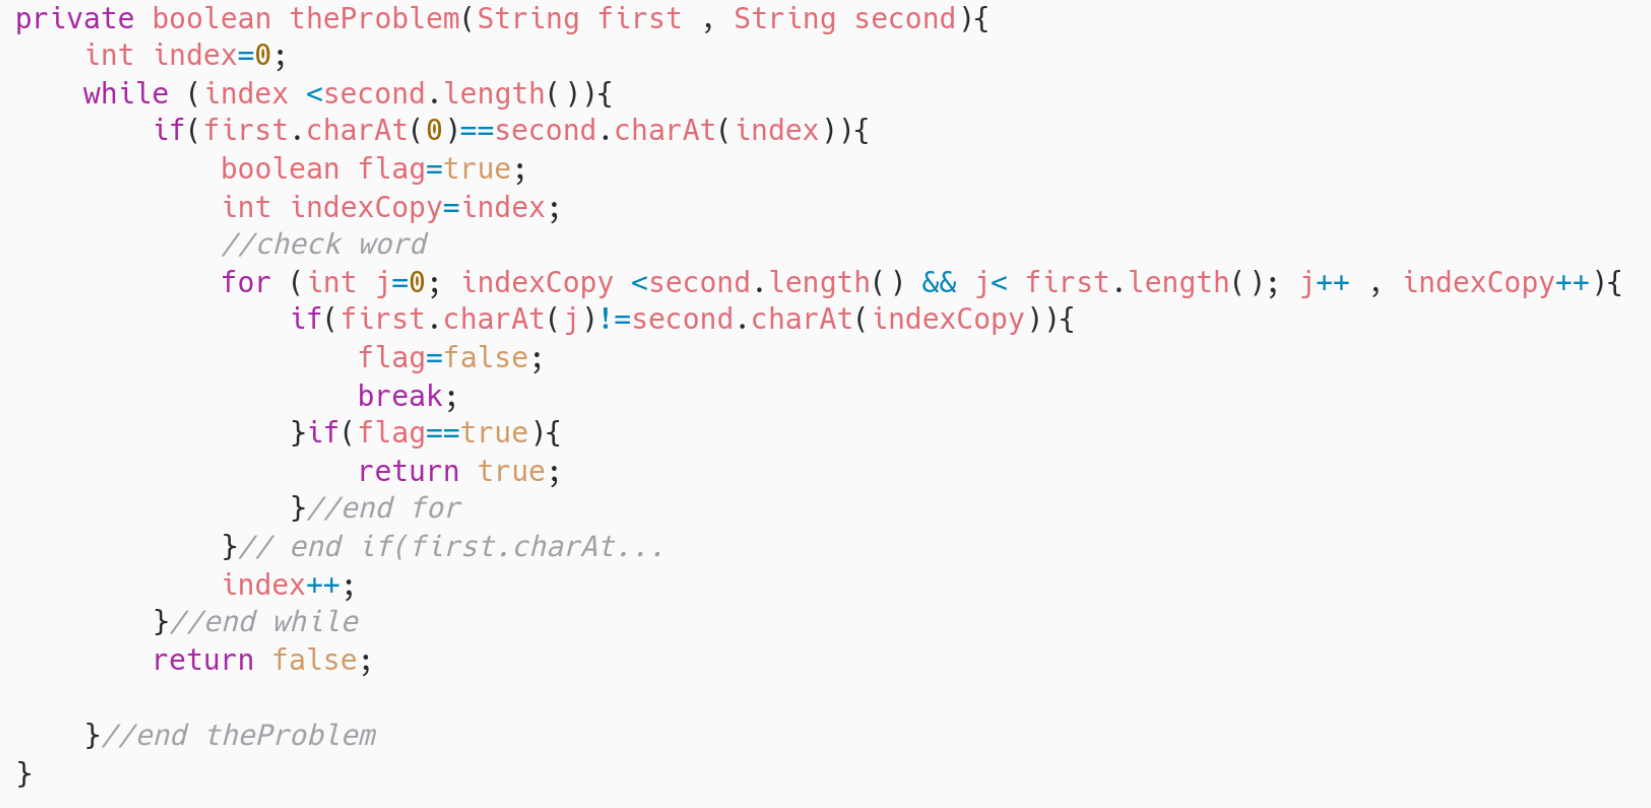 private boolean theProblem(String first , String second){
    int index=0;
    while (index <second.length()){
        if(first.charAt(0)==second.charAt(index)){
            boolean flag=true;
            int indexCopy=index;
            //check word
            for (int j=0; indexCopy <second.length() && j< first.length(); j++ , indexCopy++){
                if(first.charAt(j)!=second.charAt(indexCopy)){
                    flag=false;
                    break;
                }if(flag==true){
                    return true;
                }//end for
            }// end if(first.charAt...
            index++;
        }//end while
        return false;

    }//end theProblem
}